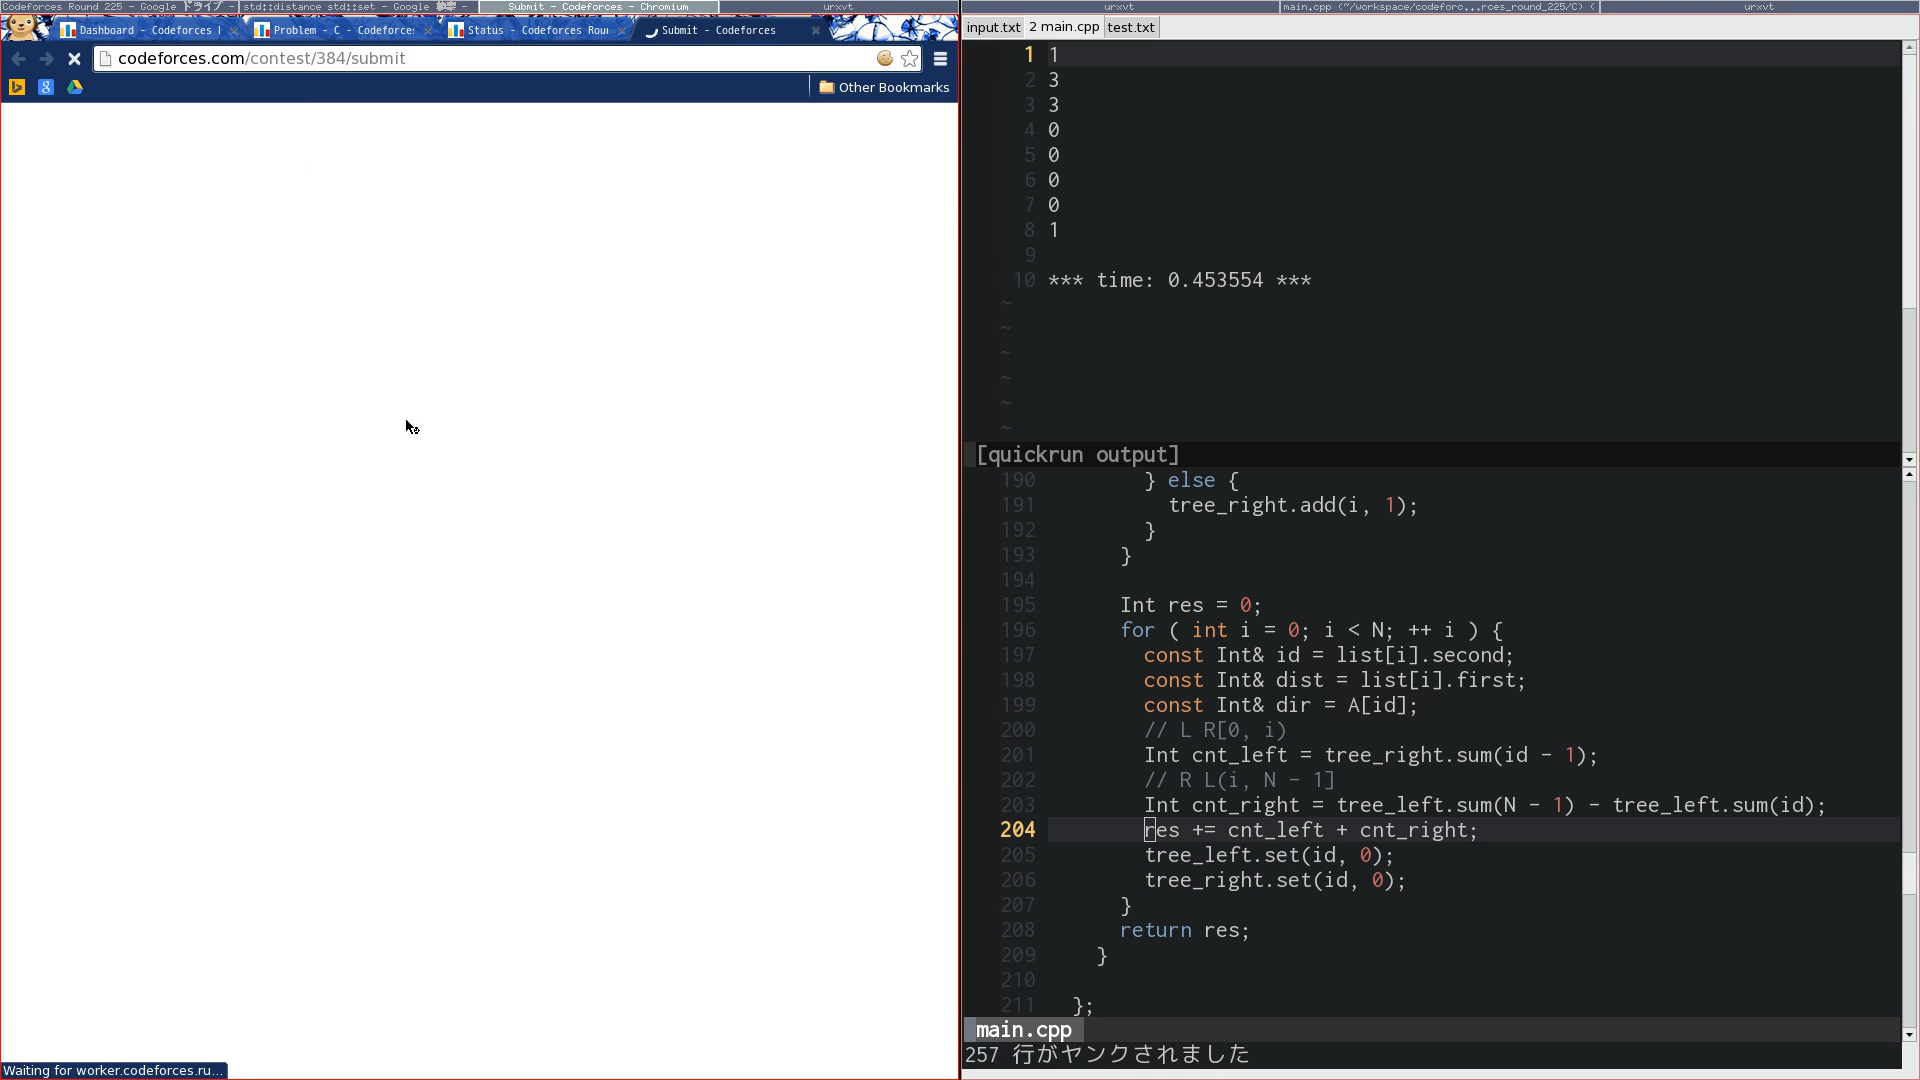 Codeforces Round 225 - Google ドライブ -
std::distance std::set - Google 検索 -
Submit - Codeforces - Chromium
urxvt
urxvt
main.cpp (~/workspace/codeforc...rces_round_225/C) (
urxvt
Dashboard - Codeforces
Problem - C - Codeforces
Status - Codeforces Rou
Submit - Codeforces
codeforces.com/contest/384/submit
Other Bookmarks
Waiting for worker.codeforces.ru...
input.txt 2 main.cpp test.txt
1 1
2 3
3 3
4 0
5 0
6 0
7 0
8 1
9
10 *** time: 0.453554 ***
~
~
~
~
~
~
[quickrun output]
190 } else {
191 tree_right.add(i, 1);
192 }
193 }
194
195 Int res = 0;
196 for ( int i = 0; i < N; ++ i ) {
197 const Int& id = list[i].second;
198 const Int& dist = list[i].first;
199 const Int& dir = A[id];
200 // L R[0, i)
201 Int cnt_left = tree_right.sum(id - 1);
202 // R L(i, N - 1]
203 Int cnt_right = tree_left.sum(N - 1) - tree_left.sum(id);
204 res += cnt_left + cnt_right;
205 tree_left.set(id, 0);
206 tree_right.set(id, 0);
207 }
208 return res;
209 }
210
211 };
main.cpp
257 行がヤンクされました